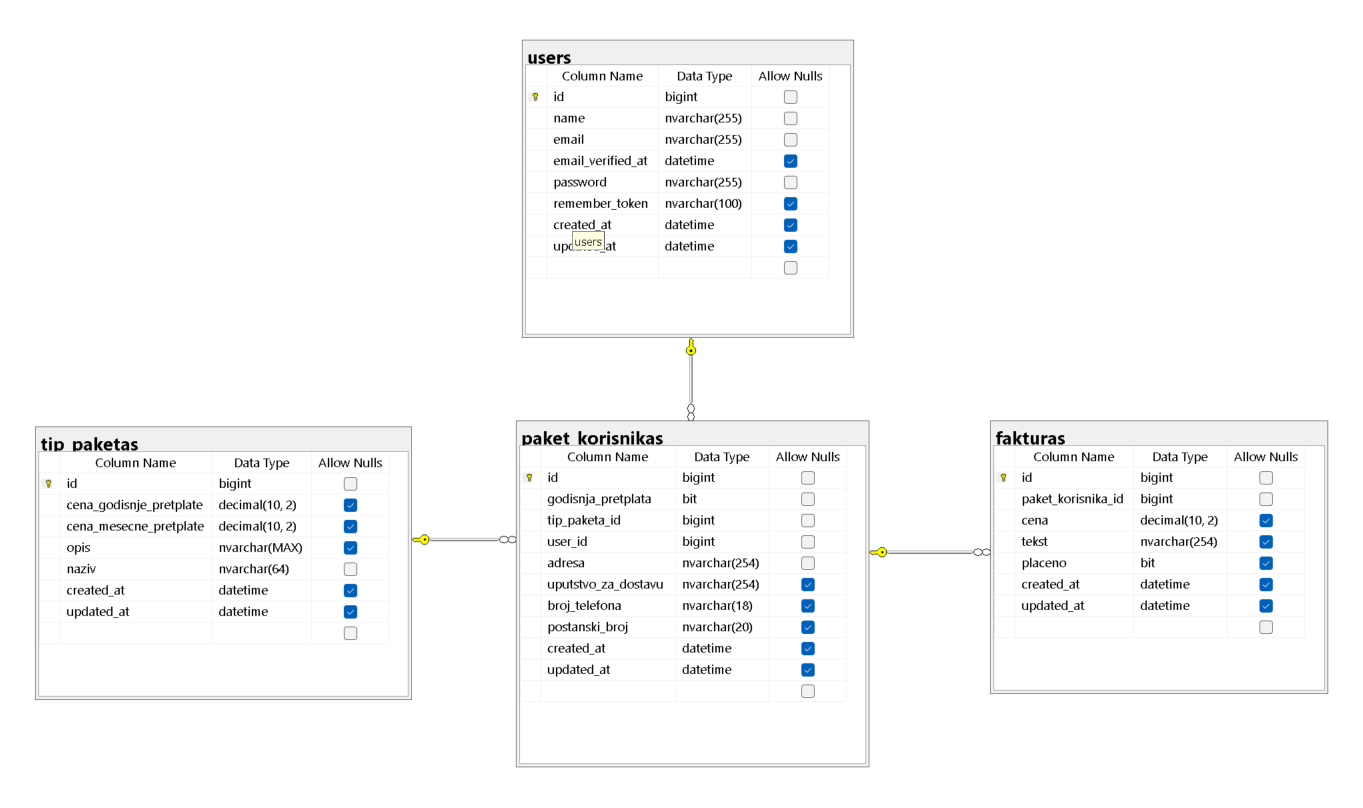 users
Column Name Data Type Allow Nulls
id bigint
name nvarchar(255)
email nvarchar(255)
email_verified_at datetime
password nvarchar(255)
remember_token nvarchar(100)
created_at datetime
users
updated_at datetime
tip_paketas
Column Name Data Type Allow Nulls
id bigint
cena_godisnje_pretplate decimal(10, 2)
cena_mesecne_pretplate decimal(10, 2)
opis nvarchar(MAX)
naziv nvarchar(64)
created_at datetime
updated_at datetime
paket_korisnikas
Column Name Data Type Allow Nulls
id bigint
godisnja_pretplata bit
tip_paketa_id bigint
user_id bigint
adresa nvarchar(254)
uputstvo_za_dostavu nvarchar(254)
broj_telefona nvarchar(18)
postanski_broj nvarchar(20)
created_at datetime
updated_at datetime
fakturas
Column Name Data Type Allow Nulls
id bigint
paket_korisnika_id bigint
cena decimal(10, 2)
tekst nvarchar(254)
placeno bit
created_at datetime
updated_at datetime